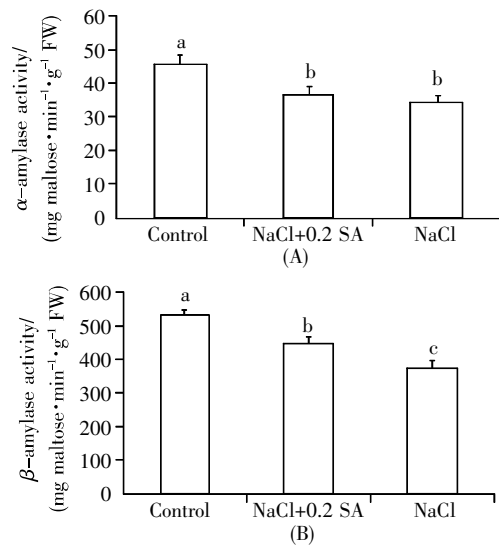 α-amylase activity/
(mg maltose·min⁻¹·g⁻¹ FW)
60
50
40
30
20
10
0
a
b
b
Control
NaCl+0.2 SA
NaCl
(A)
β-amylase activity/
(mg maltose·min⁻¹·g⁻¹ FW)
600
500
400
300
200
100
0
a
b
c
Control
NaCl+0.2 SA
NaCl
(B)